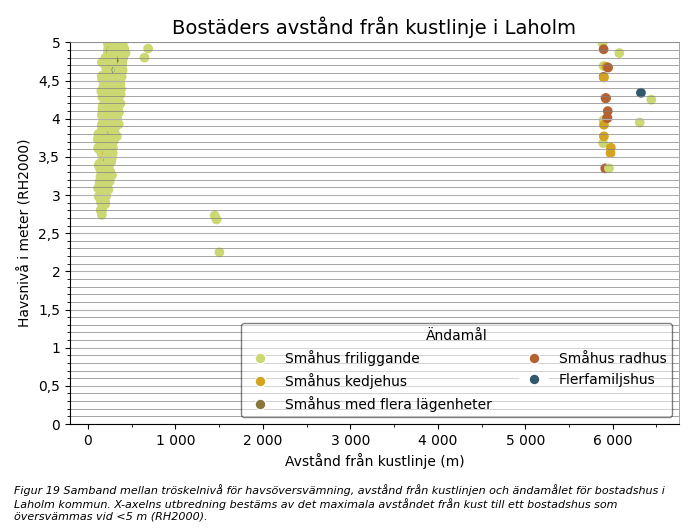 Bostäders avstånd från kustlinje i Laholm
Havsnivå i meter (RH2000)
5
4,5
4
3,5
3
2,5
2
1,5
1
0,5
0
Ändamål
Småhus friliggande
Småhus kedjehus
Småhus med flera lägenheter
Småhus radhus
Flerfamiljshus
0 1 000 2 000 3 000 4 000 5 000 6 000
Avstånd från kustlinje (m)
Figur 19 Samband mellan tröskelnivå för havsöversvämning, avstånd från kustlinjen och ändamålet för bostadshus i
Laholm kommun. X-axelns utbredning bestäms av det maximala avståndet från kust till ett bostadshus som
översvämmas vid <5 m (RH2000).